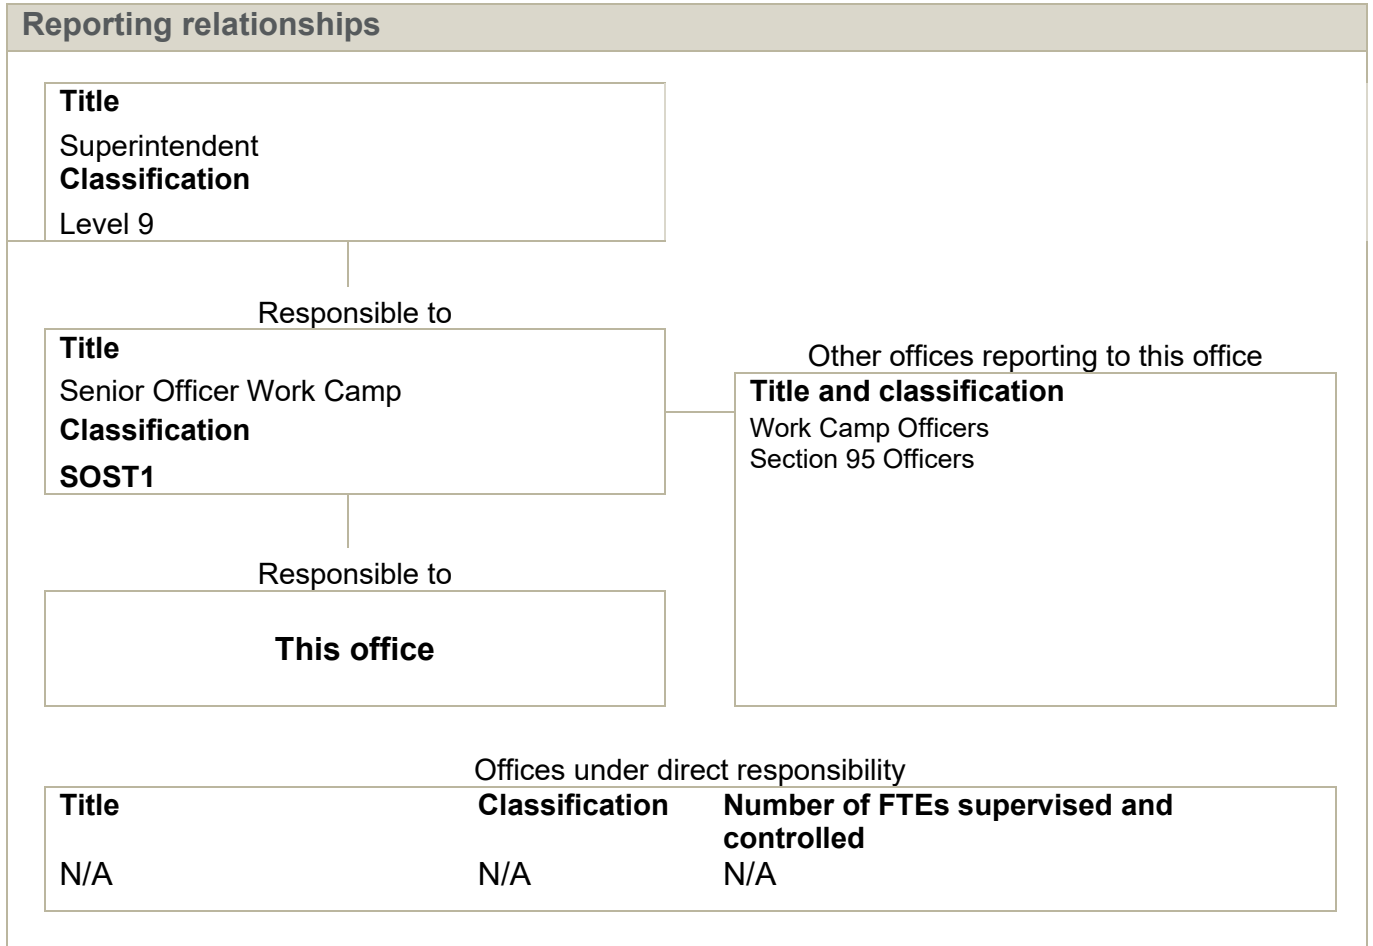 Reporting relationships
Title
Superintendent
Classification
Level 9
Responsible to
Title
Senior Officer Work Camp
Classification
SOST1
Other offices reporting to this office
Title and classification
Work Camp Officers
Section 95 Officers
Responsible to
This office
Offices under direct responsibility
Title Classification Number of FTEs supervised and
controlled
N/A N/A N/A